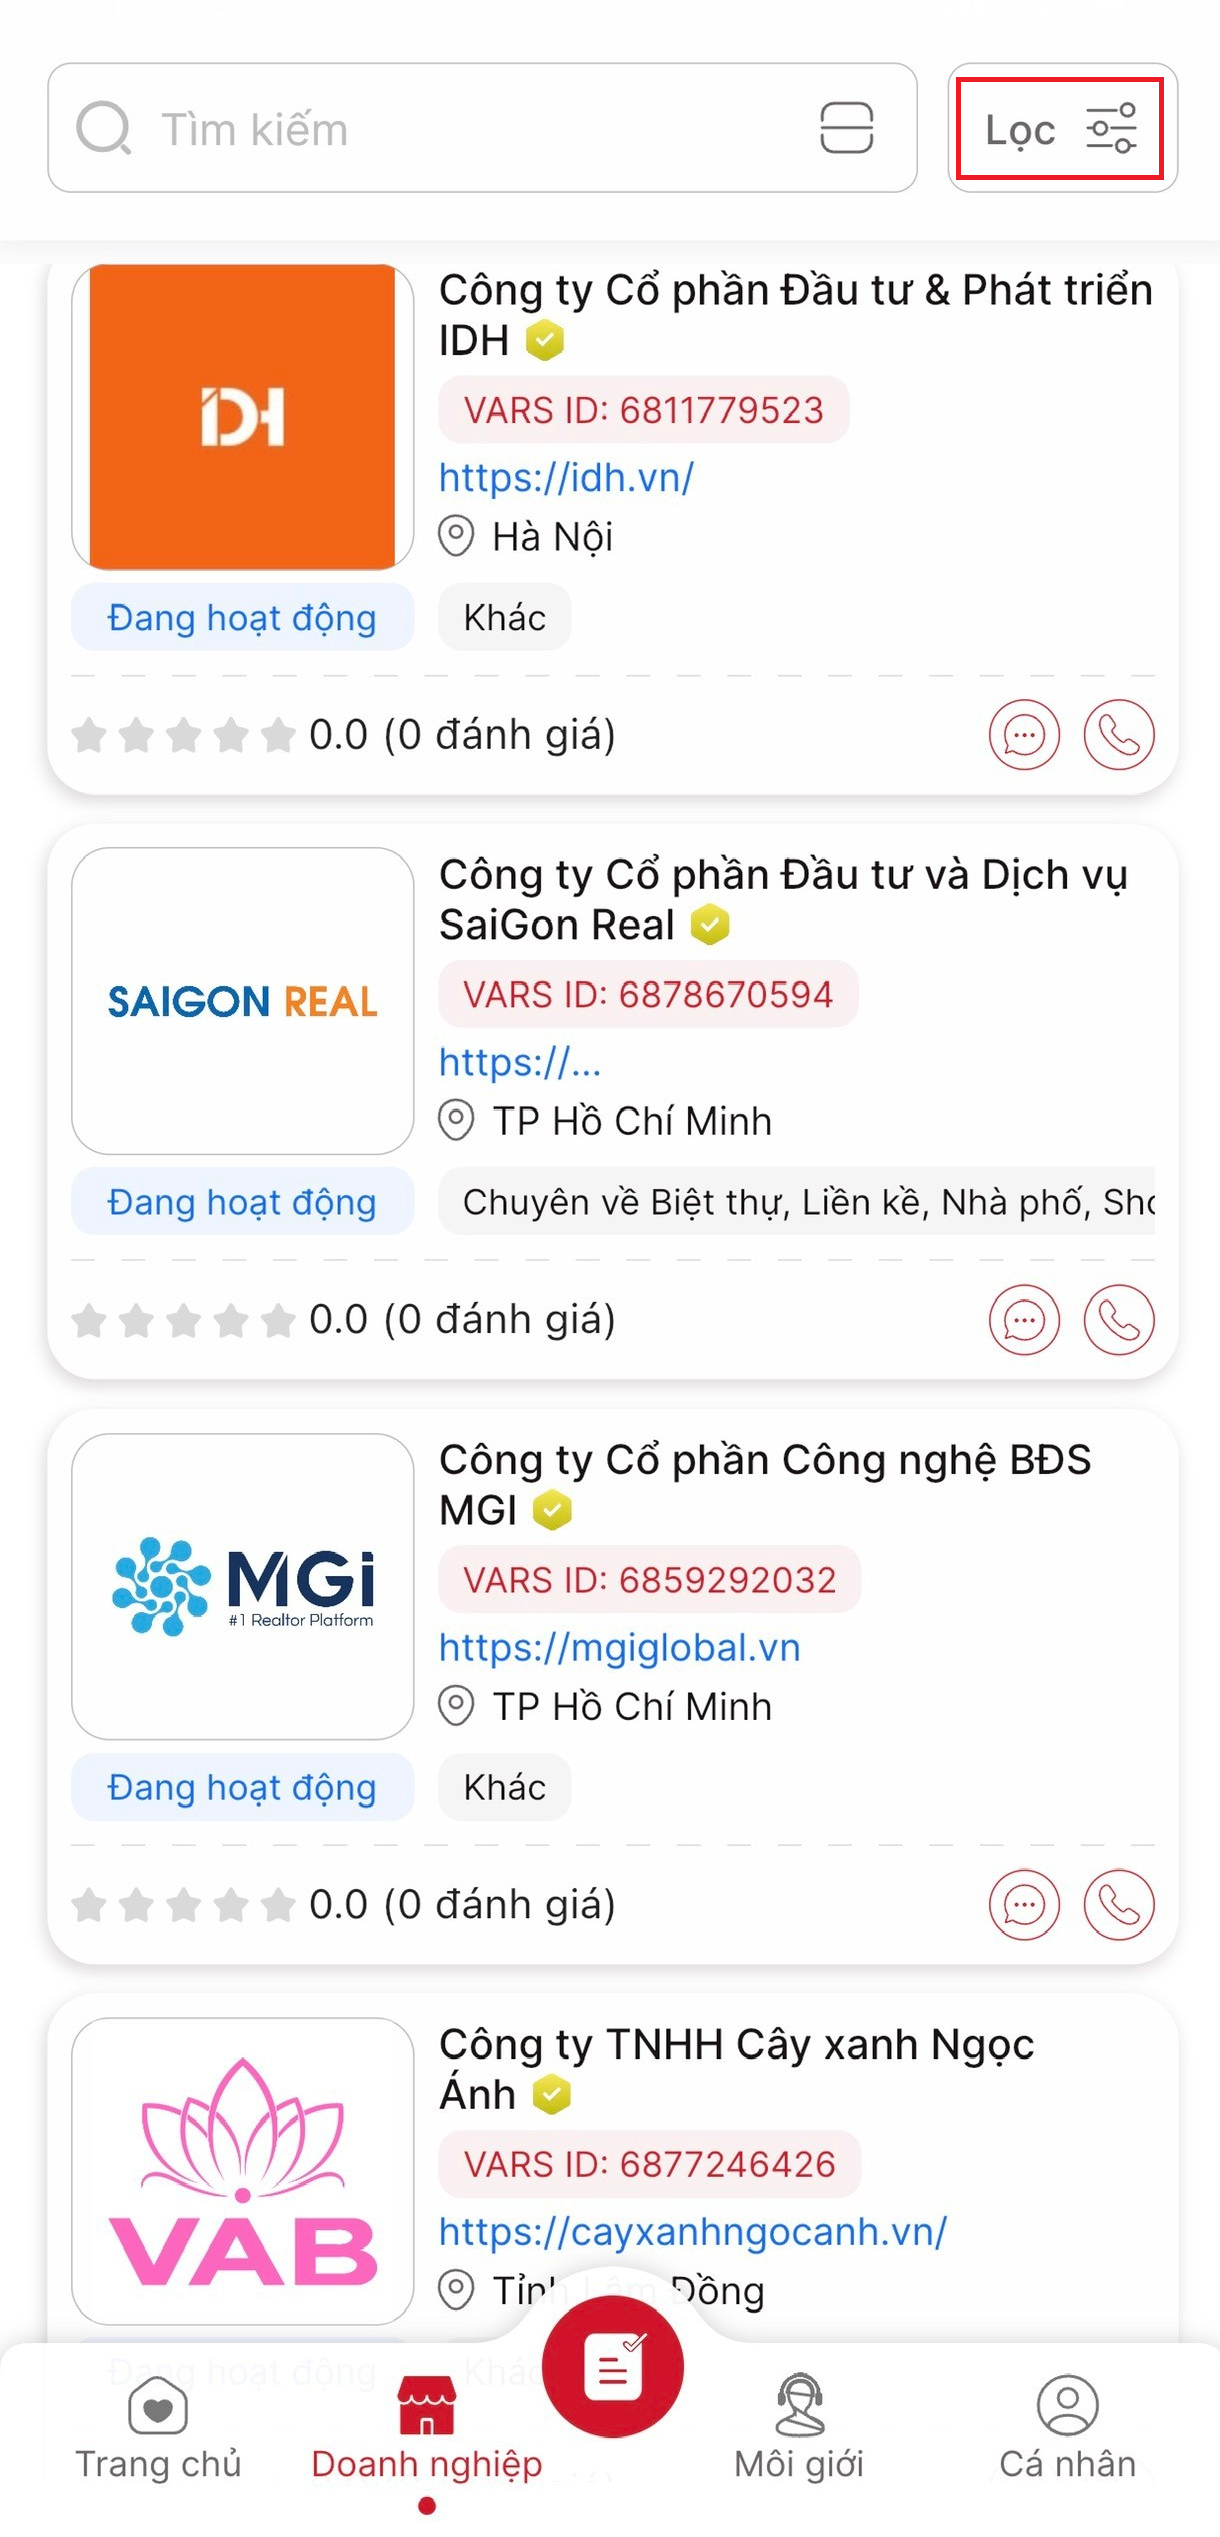 Tìm kiếm
Lọc
Công ty Cổ phần Đầu tư & Phát triển
IDH
IDH
VARS ID: 6811779523
https://idh.vn/
Hà Nội
Đang hoạt động
Khác
0.0 (0 đánh giá)
Công ty Cổ phần Đầu tư và Dịch vụ
SaiGon Real
SAIGON REAL
VARS ID: 6878670594
https://...
TP Hồ Chí Minh
Đang hoạt động
Chuyên về Biệt thự, Liền kề, Nhà phố, Sho
0.0 (0 đánh giá)
Công ty Cổ phần Công nghệ BĐS
MGI
MGi
#1 Realtor Platform
VARS ID: 6859292032
https://mgiglobal.vn
TP Hồ Chí Minh
Đang hoạt động
Khác
0.0 (0 đánh giá)
Công ty TNHH Cây xanh Ngọc
Ánh
VAB
VARS ID: 6877246426
https://cayxanhngocanh.vn/
Tỉnh Lâm Đồng
Đang hoạt động
Khác
Trang chủ
Doanh nghiệp
Môi giới
Cá nhân